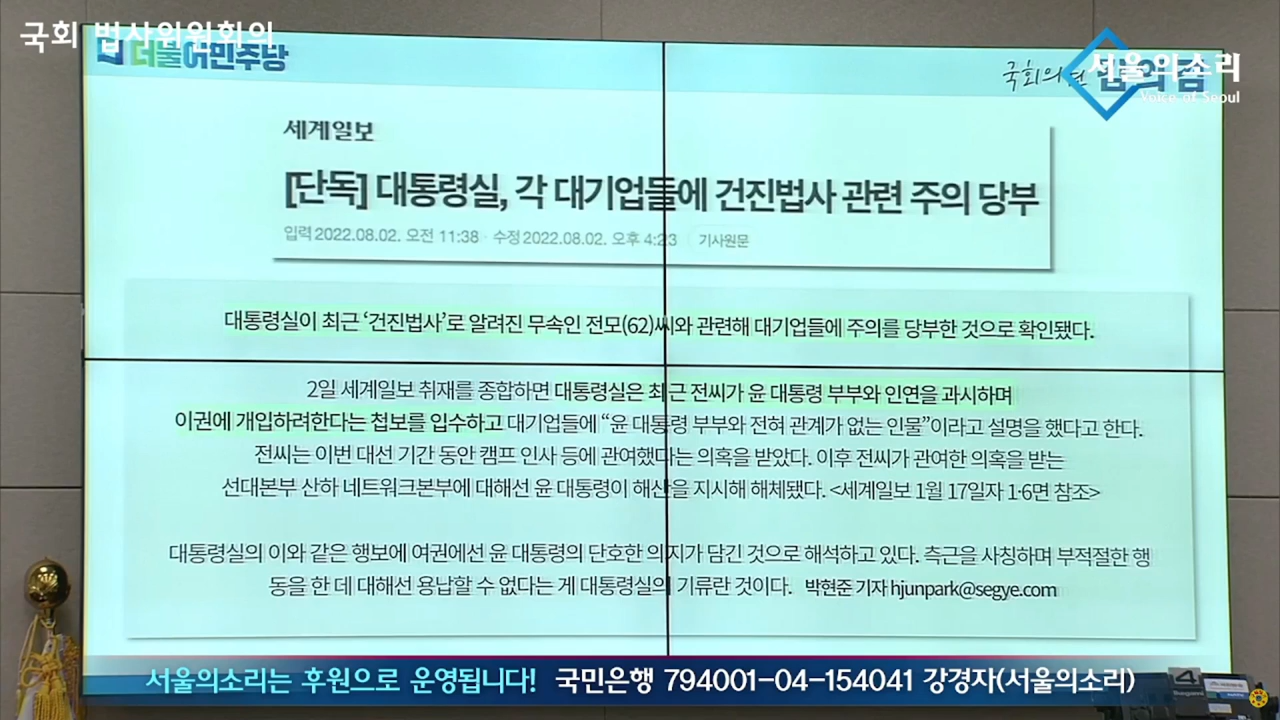 국회 법사위원회의
더불어민주당
국회의원
서울의소리
Voice of Seoul
세계일보
[단독] 대통령실, 각 대기업들에 건진법사 관련 주의 당부
입력 2022.08.02. 오전 11:38 · 수정 2022.08.02. 오후 4:23 기사원문
대통령실이 최근 ‘건진법사’로 알려진 무속인 전모(62)씨와 관련해 대기업들에 주의를 당부한 것으로 확인됐다.
2일 세계일보 취재를 종합하면 대통령실은 최근 전씨가 윤 대통령 부부와 인연을 과시하며
이권에 개입하려한다는 첩보를 입수하고 대기업들에 “윤 대통령 부부와 전혀 관계가 없는 인물”이라고 설명을 했다고 한다.
전씨는 이번 대선 기간 동안 캠프 인사 등에 관여했다는 의혹을 받았다. 이후 전씨가 관여한 의혹을 받는
선대본부 산하 네트워크본부에 대해선 윤 대통령이 해산을 지시해 해체됐다. <세계일보 1월 17일자 1·6면 참조>
대통령실의 이와 같은 행보에 여권에선 윤 대통령의 단호한 의지가 담긴 것으로 해석하고 있다. 측근을 사칭하며 부적절한 행
동을 한 데 대해선 용납할 수 없다는 게 대통령실의 기류란 것이다. 박현준 기자 hjunpark@segye.com
서울의소리는 후원으로 운영됩니다! 국민은행 794001-04-154041 강경자(서울의소리)
4